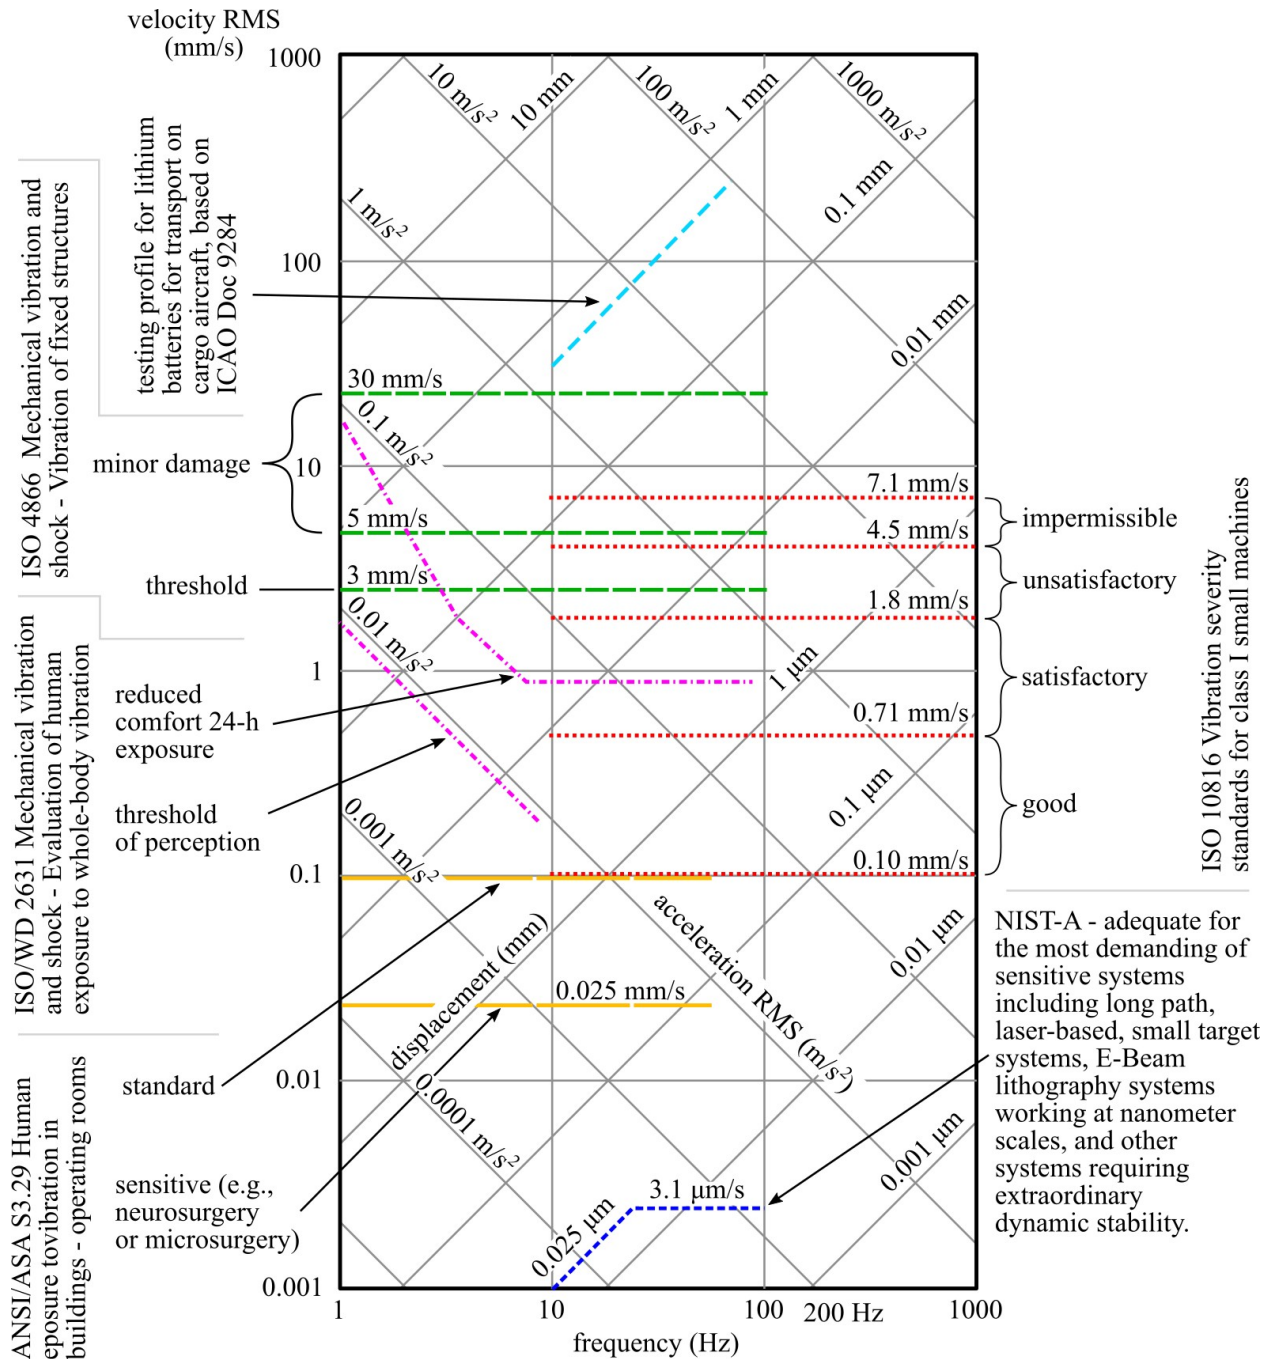 velocity RMS
(mm/s)
1000
100
10
1
0.1
0.01
0.001
1
10
100
200 Hz
1000
frequency (Hz)
ISO 4866 Mechanical vibration and
shock - Vibration of fixed structures
testing profile for lithium
batteries for transport on
cargo aircraft, based on
ICAO Doc 9284
minor damage
threshold
ISO/WD 2631 Mechanical vibration
and shock - Evaluation of human
exposure to whole-body vibration
reduced
comfort 24-h
exposure
threshold
of perception
ANSI/ASA S3.29 Human
eposure tovibration in
buildings - operating rooms
standard
sensitive (e.g.,
neurosurgery
or microsurgery)
10 m/s²
10 mm
100 m/s²
1 mm
1000 m/s²
1 m/s²
0.1 mm
0.01 mm
30 mm/s
0.1 m/s²
7.1 mm/s
5 mm/s
4.5 mm/s
3 mm/s
1.8 mm/s
0.01 m/s²
1 µm
0.71 mm/s
0.1 µm
0.001 m/s²
0.10 mm/s
displacement (mm)
acceleration RMS (m/s²)
0.01 µm
0.025 mm/s
0.0001 m/s²
0.001 µm
3.1 µm/s
0.025 µm
impermissible
unsatisfactory
satisfactory
good
ISO 10816 Vibration severity
standards for class I small machines
NIST-A - adequate for
the most demanding of
sensitive systems
including long path,
laser-based, small target
systems, E-Beam
lithography systems
working at nanometer
scales, and other
systems requiring
extraordinary
dynamic stability.